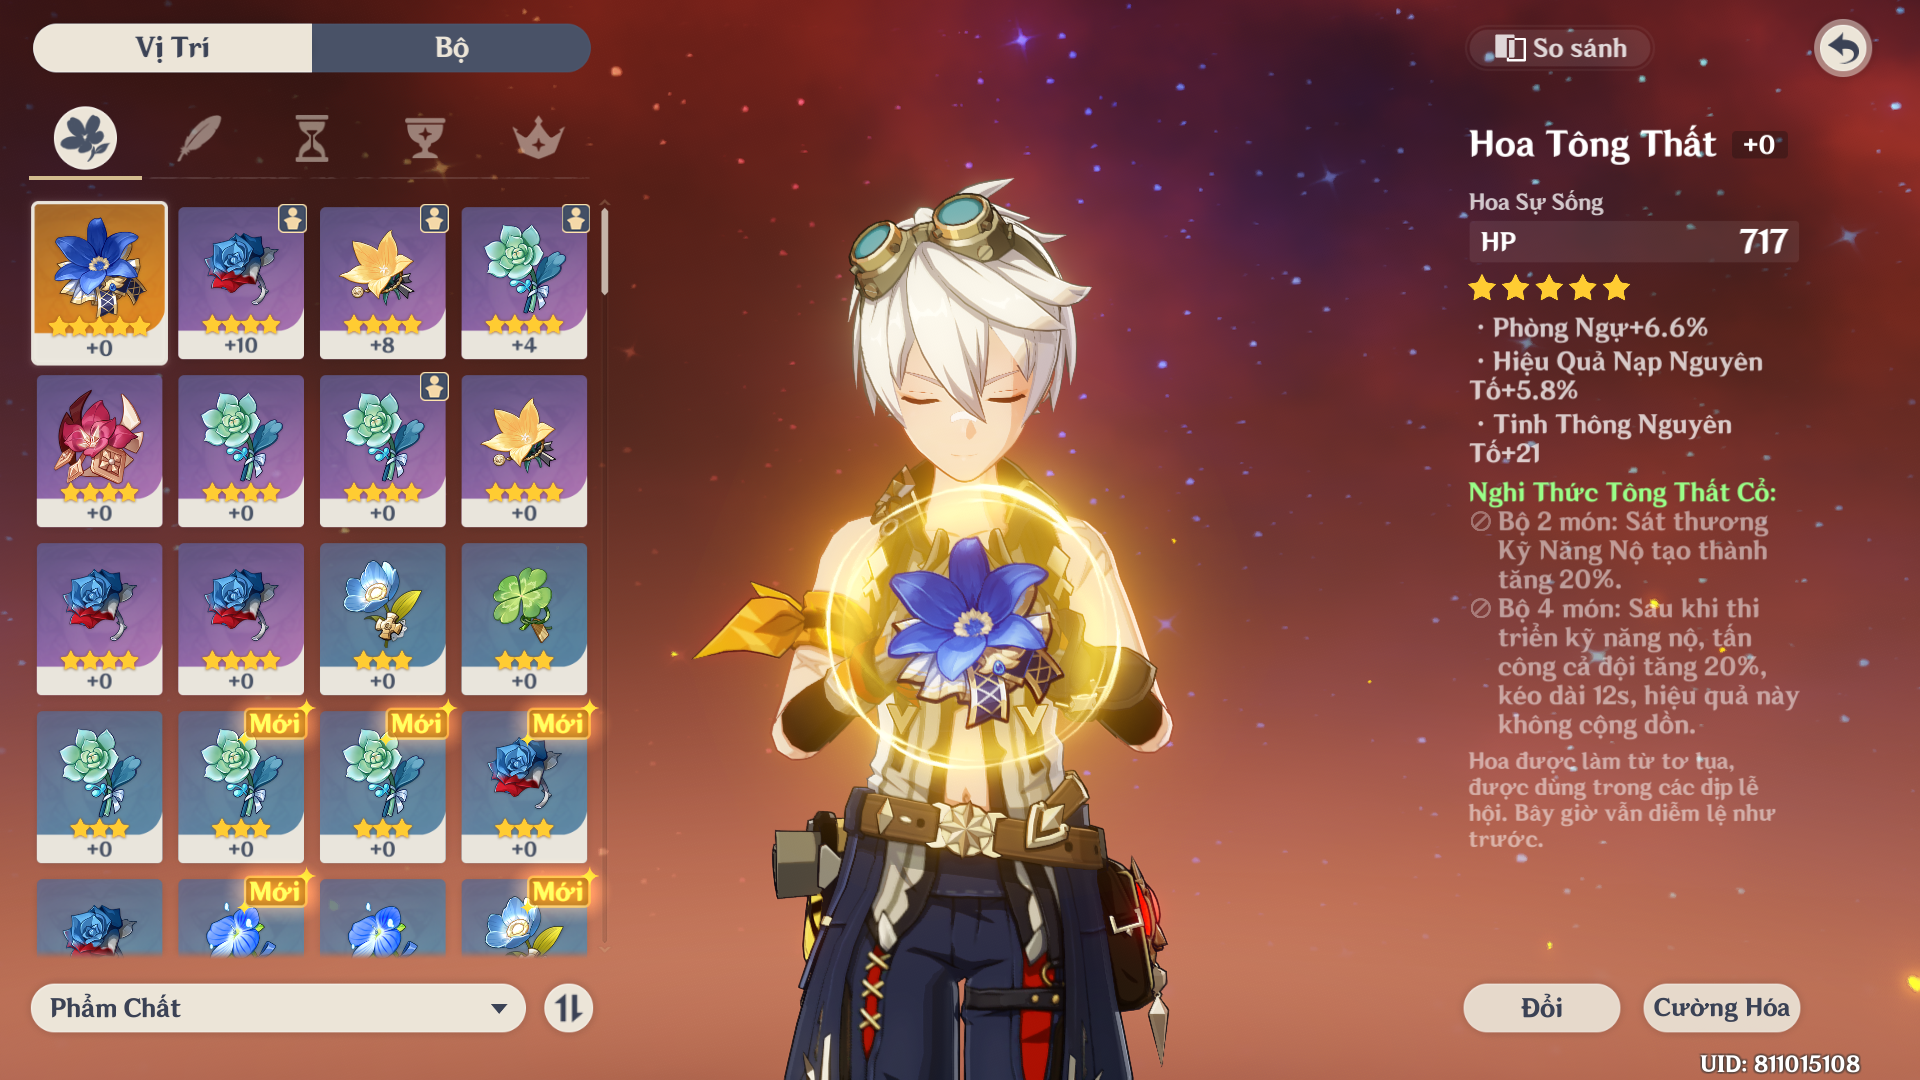 Vị Trí
Bộ
So sánh
+0
+10
+8
+4
+0
+0
+0
+0
+0
+0
+0
+0
Mới
Mới
Mới
+0
+0
+0
+0
Mới
Mới
Phẩm Chất
Hoa Tông Thất +0
Hoa Sự Sống
HP 717
· Phòng Ngự+6.6%
· Hiệu Quả Nạp Nguyên
Tố+5.8%
· Tinh Thông Nguyên
Tố+21
Nghi Thức Tông Thất Cổ:
Bộ 2 món: Sát thương
Kỹ Năng Nộ tạo thành
tăng 20%.
Bộ 4 món: Sau khi thi
triển kỹ năng nộ, tấn
công cả đội tăng 20%,
kéo dài 12s, hiệu quả này
không cộng dồn.
Hoa được làm từ tơ lụa,
được dùng trong các dịp lễ
hội. Bây giờ vẫn diễm lệ như
trước.
Đổi
Cường Hóa
UID: 811015108